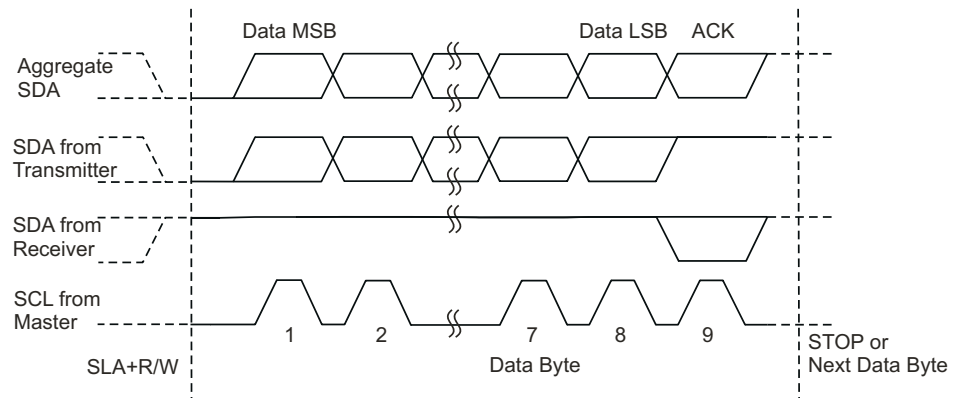 Data MSB
Data LSB
ACK
Aggregate
SDA
SDA from
Transmitter
SDA from
Receiver
SCL from
Master
1
2
7
8
9
SLA+R/W
Data Byte
STOP or
Next Data Byte